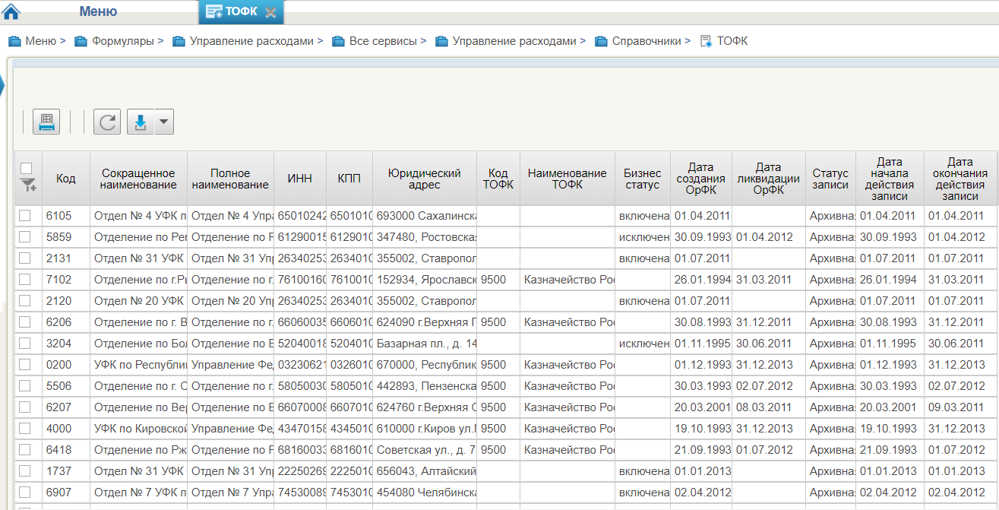 Меню ТОФК
Меню > Формуляры > Управление расходами > Все сервисы > Управление расходами > Справочники > ТОФК
Код Сокращенное наименование Полное наименование ИНН КПП Юридический адрес Код ТОФК Наименование ТОФК Бизнес статус Дата создания ОрФК Дата ликвидации ОрФК Статус записи Дата начала действия записи Дата окончания действия записи
6105 Отдел № 4 УФК п Отдел № 4 Упра 65010242 6501010 693000 Сахалинска включена 01.04.2011 Архивна 01.04.2011 01.04.2011
5859 Отделение по Рем Отделение по Р 61290015 6129010 347480, Ростовска исключен 30.09.1993 01.04.2012 Архивна 30.09.1993 01.04.2012
2131 Отдел № 31 УФК Отдел № 31 Упр 26340253 2634010 355002, Ставропол включена 01.07.2011 Архивна 01.07.2011 01.07.2011
7102 Отделение по г.Ры Отделение по г. 76100160 7610010 152934, Ярославск 9500 Казначейство Рос 26.01.1994 31.03.2011 Архивна 26.01.1994 31.03.2011
2120 Отдел № 20 УФК Отдел № 20 Упр 26340253 2634010 355002, Ставропол включена 01.07.2011 Архивна 01.07.2011 01.07.2011
6206 Отделение по г. В Отделение по г. 66060035 6606010 624090 г.Верхняя П 9500 Казначейство Рос 30.08.1993 31.12.2011 Архивна 30.08.1993 31.12.2011
3204 Отделение по Бол Отделение по Б 52040018 5204010 Базарная пл., д. 14 исключен 01.11.1995 30.06.2011 Архивна 01.11.1995 30.06.2011
0200 УФК по Республи Управление Фед 03230621 0326010 670000, Республик 9500 Казначейство Рос 01.12.1993 31.12.2013 Архивна 01.12.1993 31.12.2013
5506 Отделение по г. С Отделение по г. 58050030 5805010 442893, Пензенска 9500 Казначейство Рос 30.03.1993 02.07.2012 Архивна 30.03.1993 02.07.2012
6207 Отделение по Вер Отделение по В 66070008 6607010 624760 г.Верхняя С 9500 Казначейство Рос 20.03.2001 08.03.2011 Архивна 20.03.2001 09.03.2011
4000 УФК по Кировской Управление Фед 43470158 4345010 610000 г.Киров ул. 9500 Казначейство Рос 19.10.1993 31.12.2013 Архивна 19.10.1993 31.12.2013
6418 Отделение по Рж Отделение по Р 68160033 6816010 Советская ул., д. 7 9500 Казначейство Рос 21.09.1993 01.07.2012 Архивна 21.09.1993 01.07.2012
1737 Отдел № 31 УФК Отдел № 31 Упр 22250269 2225010 656043, Алтайский включена 01.01.2013 Архивна 01.01.2013 01.01.2013
6907 Отдел № 7 УФК п Отдел № 7 Упра 74530089 7453010 454080 Челябинска включена 02.04.2012 Архивна 02.04.2012 02.04.2012